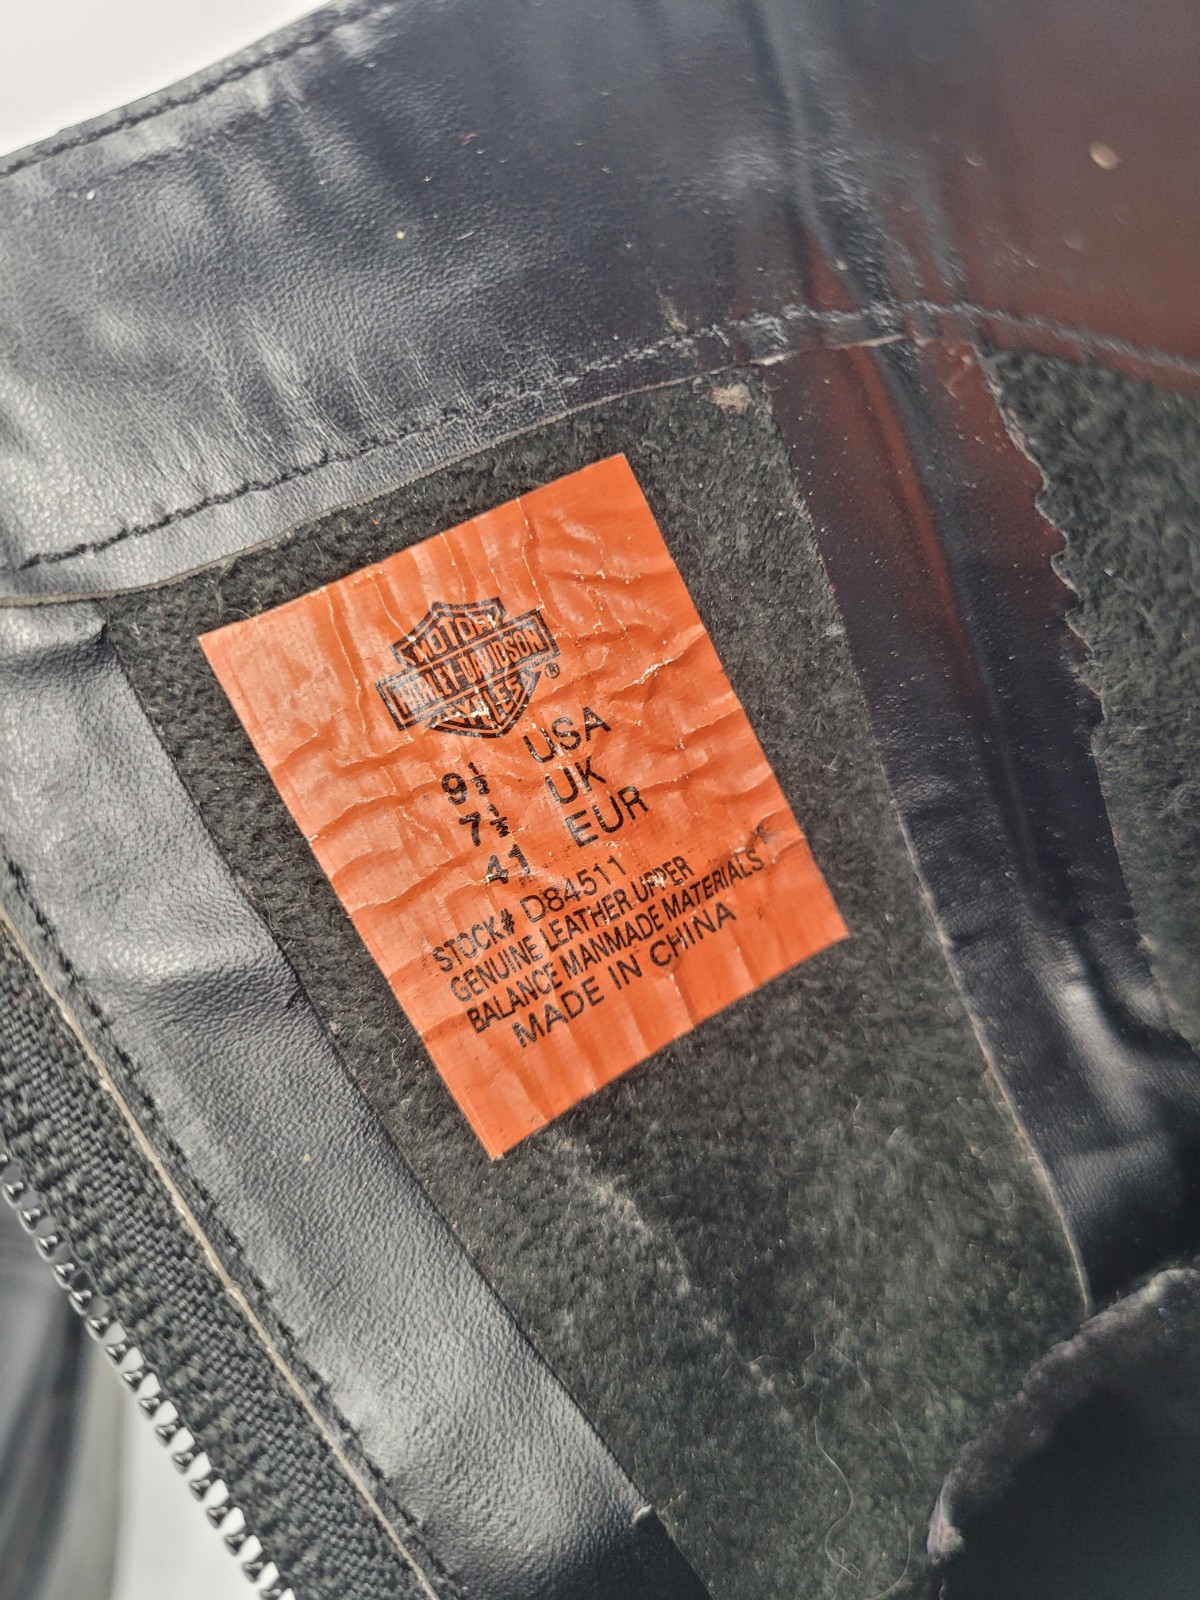 MOTOR
HARLEY-DAVIDSON
CYCLES ®
9½ USA
7½ UK
41 EUR
STOCK# D84511
GENUINE LEATHER UPPER
BALANCE MANMADE MATERIALS
MADE IN CHINA